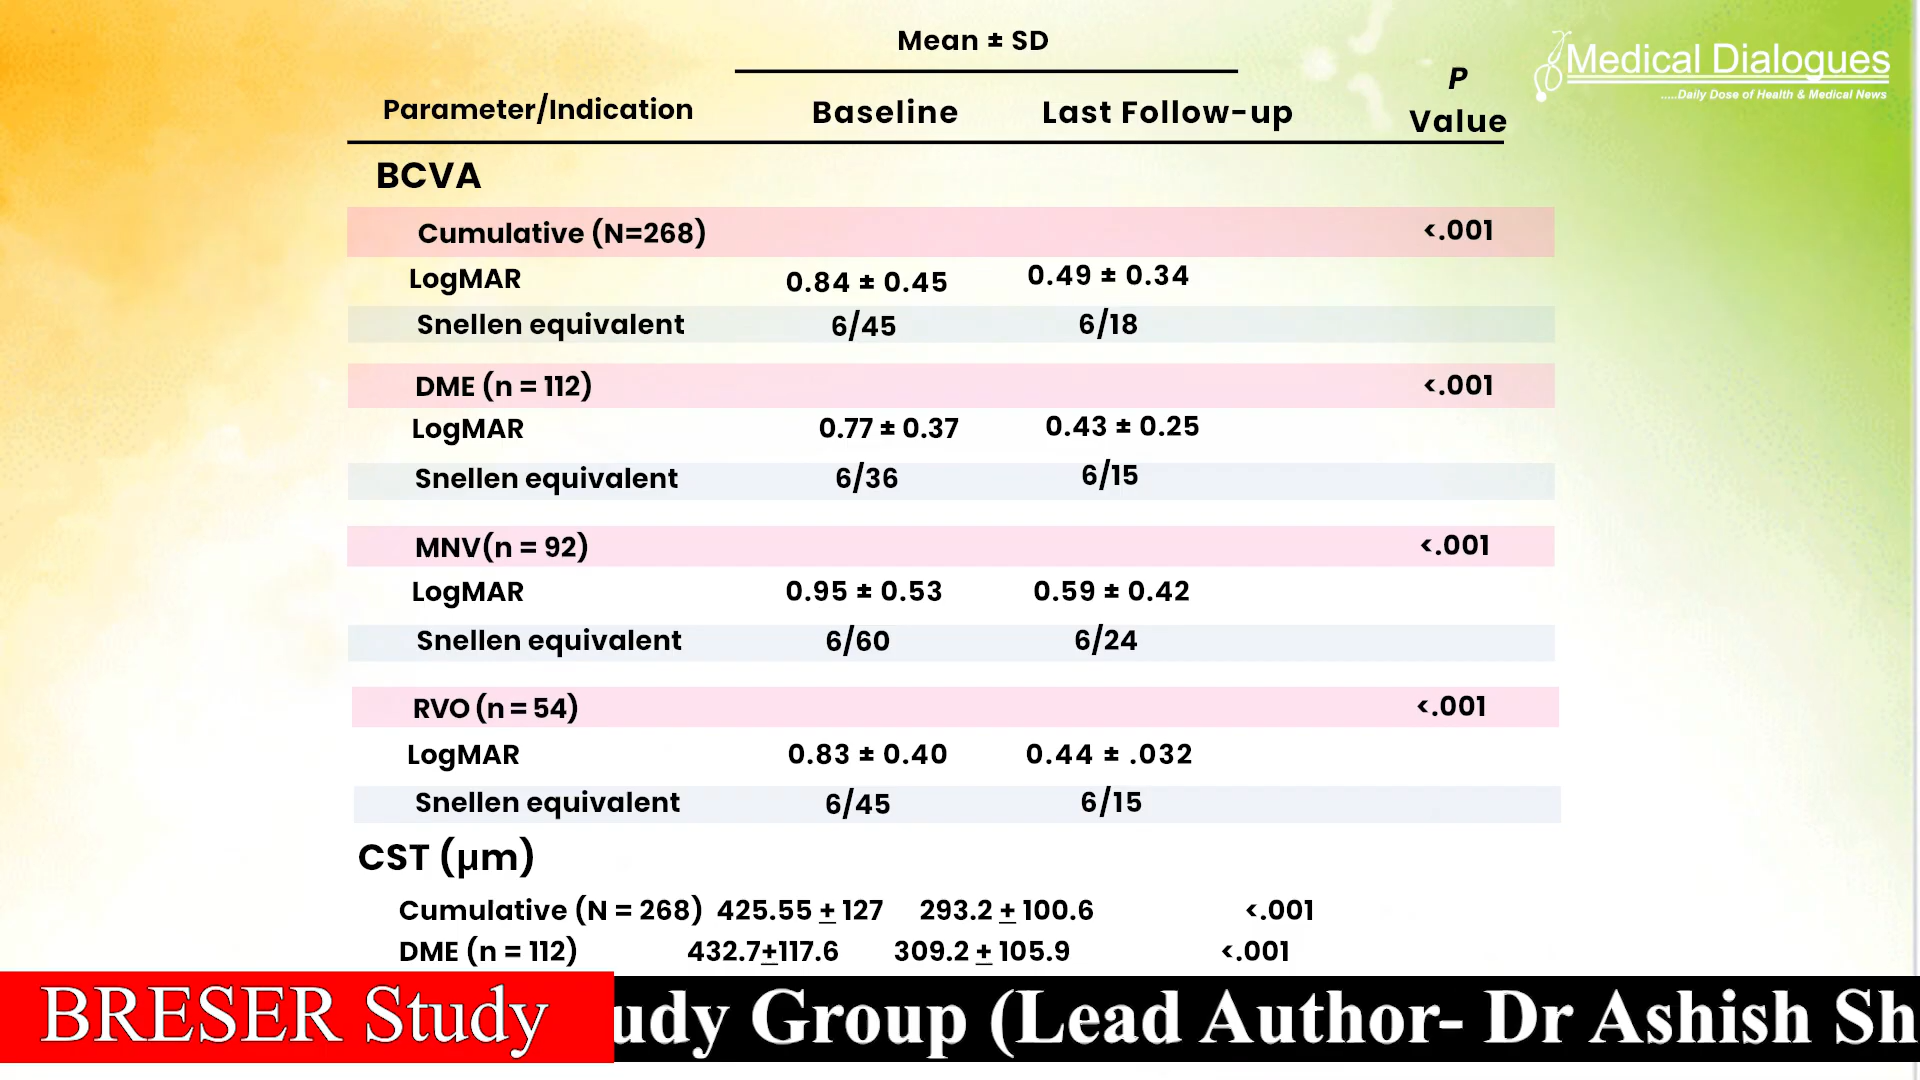 Mean ± SD
Medical Dialogues
.....Daily Dose of Health & Medical News
Parameter/Indication Baseline Last Follow-up P Value
BCVA
Cumulative (N=268) <.001
LogMAR 0.84 ± 0.45 0.49 ± 0.34
Snellen equivalent 6/45 6/18
DME (n = 112) <.001
LogMAR 0.77 ± 0.37 0.43 ± 0.25
Snellen equivalent 6/36 6/15
MNV(n = 92) <.001
LogMAR 0.95 ± 0.53 0.59 ± 0.42
Snellen equivalent 6/60 6/24
RVO (n = 54) <.001
LogMAR 0.83 ± 0.40 0.44 ± .032
Snellen equivalent 6/45 6/15
CST (µm)
Cumulative (N = 268) 425.55 ± 127 293.2 ± 100.6 <.001
DME (n = 112) 432.7±117.6 309.2 ± 105.9 <.001
BRESER Study udy Group (Lead Author- Dr Ashish Sh